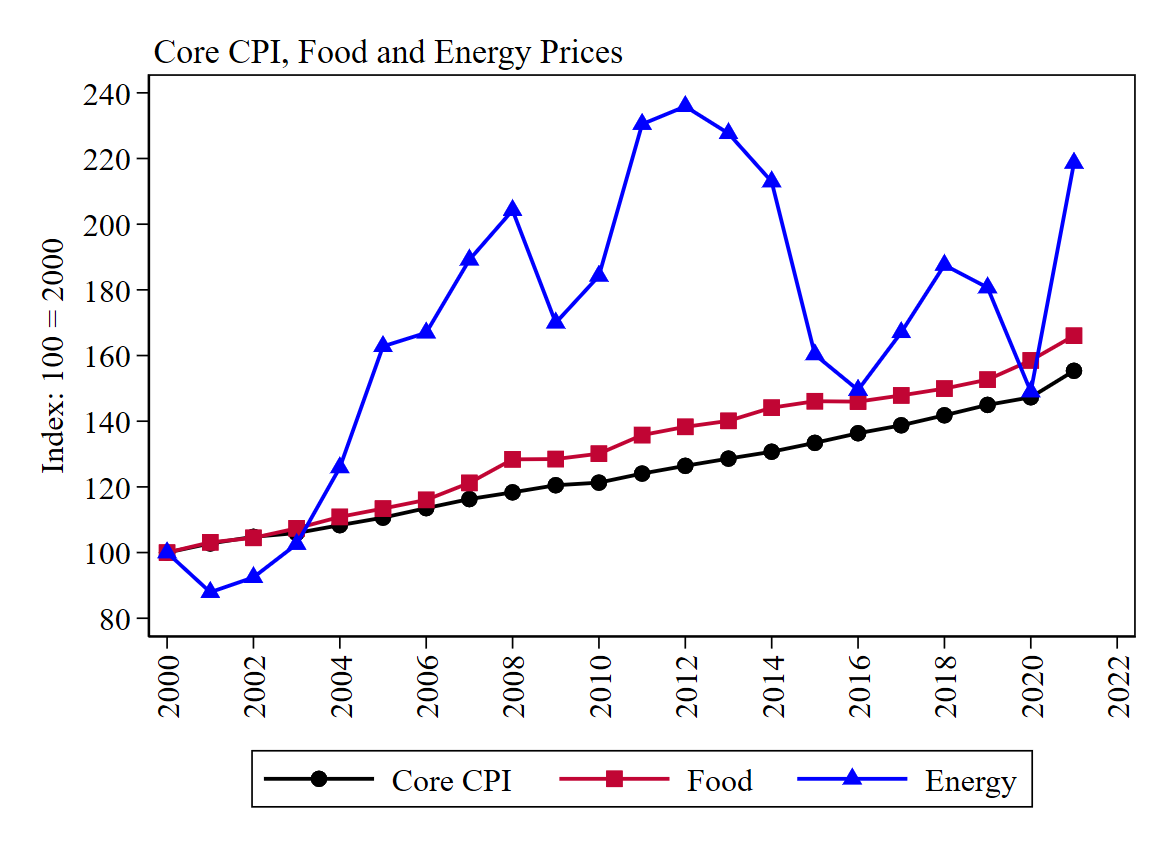 Core CPI, Food and Energy Prices
240
220
200
180
160
140
120
100
80
Index: 100 = 2000
2000 2002 2004 2006 2008 2010 2012 2014 2016 2018 2020 2022
Core CPI Food Energy